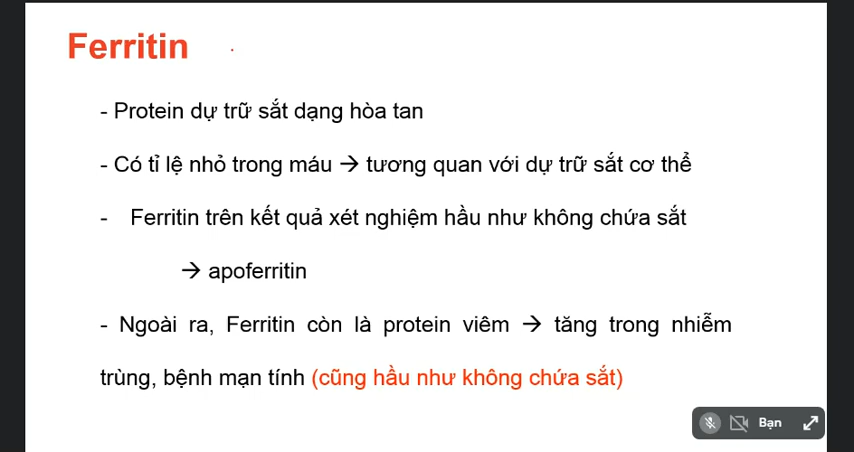 Ferritin
- Protein dự trữ sắt dạng hòa tan
- Có tỉ lệ nhỏ trong máu → tương quan với dự trữ sắt cơ thể
- Ferritin trên kết quả xét nghiệm hầu như không chứa sắt
→ apoferritin
- Ngoài ra, Ferritin còn là protein viêm → tăng trong nhiễm
trùng, bệnh mạn tính (cũng hầu như không chứa sắt)
Bạn